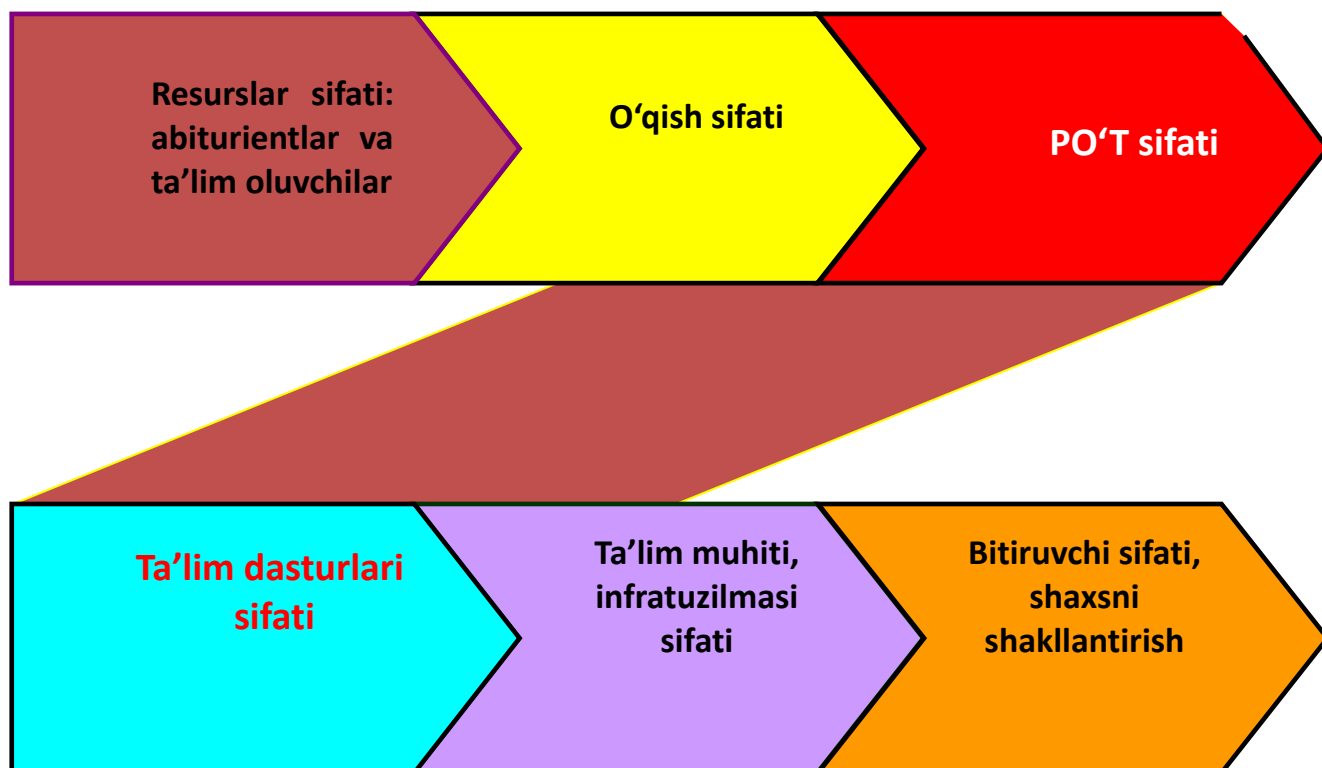 Resurslar sifati:
abiturientlar va
ta’lim oluvchilar
O‘qish sifati
PO‘T sifati
Ta’lim dasturlari
sifati
Ta’lim muhiti,
infratuzilmasi
sifati
Bitiruvchi sifati,
shaxsni
shakllantirish